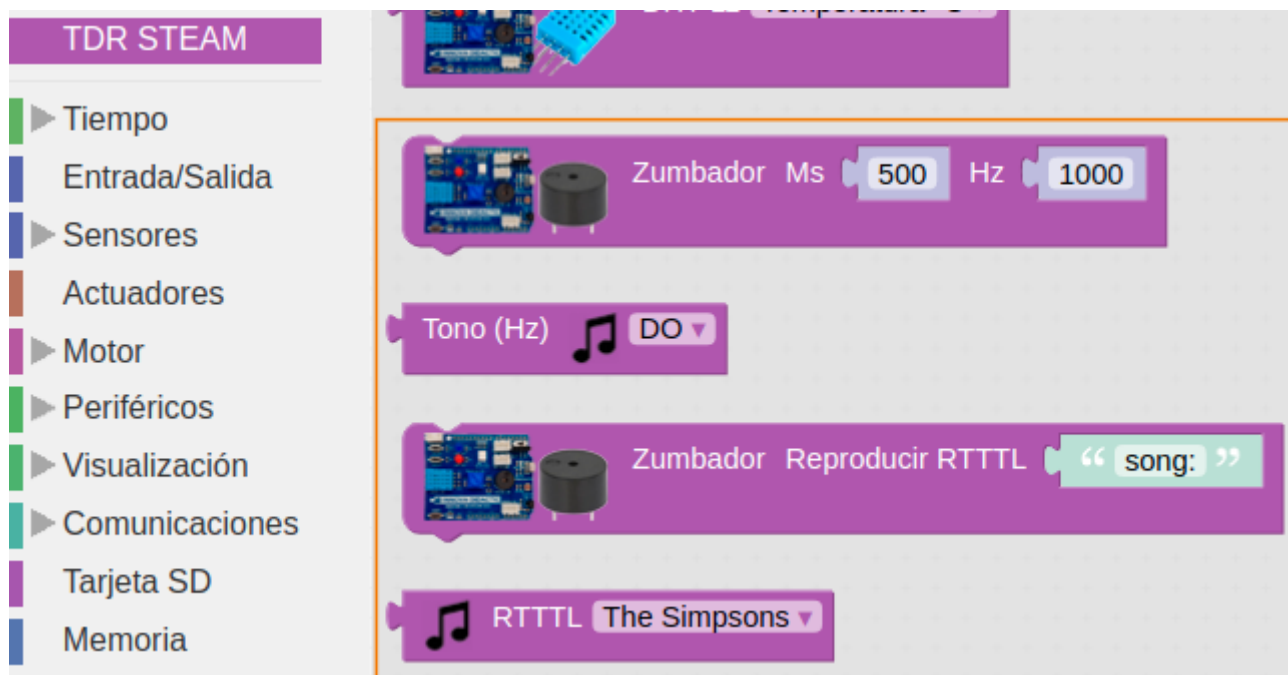 TDR STEAM
Tiempo
Entrada/Salida
Sensores
Actuadores
Motor
Periféricos
Visualización
Comunicaciones
Tarjeta SD
Memoria
Zumbador Ms 500 Hz 1000
Tono (Hz) DO
Zumbador Reproducir RTTTL “ song: ”
RTTTL The Simpsons